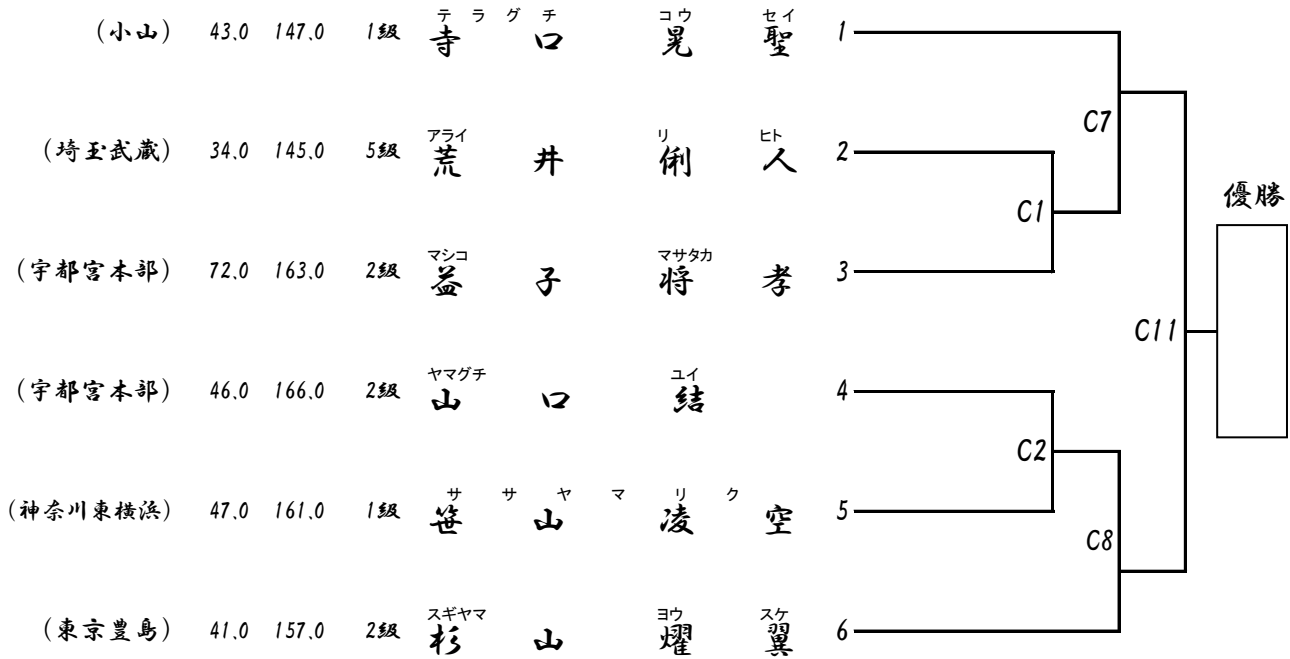 テラグチ コウ セイ
(小山) 43.0 147.0 1級 寺口 晃聖 1
C7
アライ リ ヒト
(埼玉武蔵) 34.0 145.0 5級 荒井 俐人 2
C1
優勝
マシコ マサタカ
(宇都宮本部) 72.0 163.0 2級 益子 将孝 3
C11
ヤマグチ ユイ
(宇都宮本部) 46.0 166.0 2級 山口 結 4
C2
ササヤマ リク
(神奈川東横浜) 47.0 161.0 1級 笹山 凌空 5
C8
スギヤマ ヨウ スケ
(東京豊島) 41.0 157.0 2級 杉山 燿翼 6